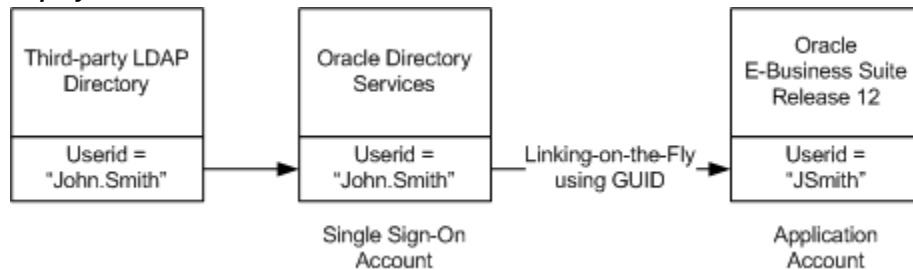 Third-party LDAP
Directory
Userid =
"John.Smith"
Oracle Directory
Services
Userid =
"John.Smith"
Single Sign-On
Account
Linking-on-the-Fly
using GUID
Oracle
E-Business Suite
Release 12
Userid =
"JSmith"
Application
Account